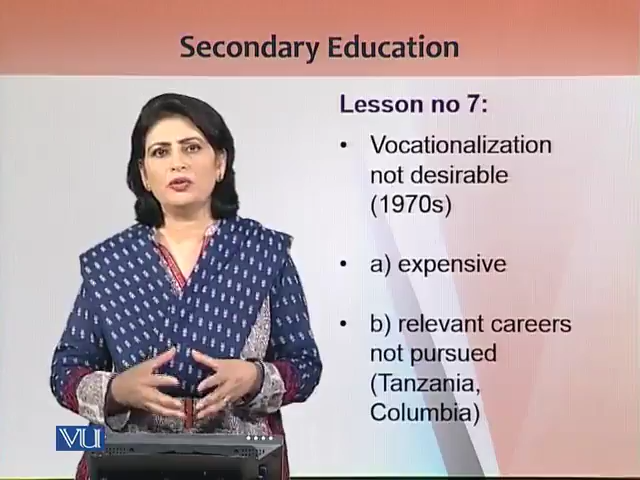 Secondary Education
Lesson no 7:
• Vocationalization
not desirable
(1970s)
• a) expensive
• b) relevant careers
not pursued
(Tanzania,
Columbia)
VU